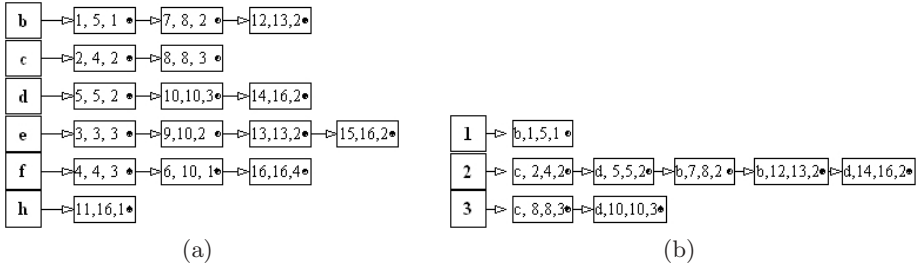 b 1, 5, 1 7, 8, 2 12,13,2
c 2, 4, 2 8, 8, 3
d 5, 5, 2 10,10,3 14,16,2
e 3, 3, 3 9,10,2 13,13,2 15,16,2
f 4, 4, 3 6, 10, 1 16,16,4
h 11,16,1
(a)
1 b,1,5,1
2 c, 2,4,2 d, 5,5,2 b,7,8,2 b,12,13,2 d,14,16,2
3 c, 8,8,3 d,10,10,3
(b)